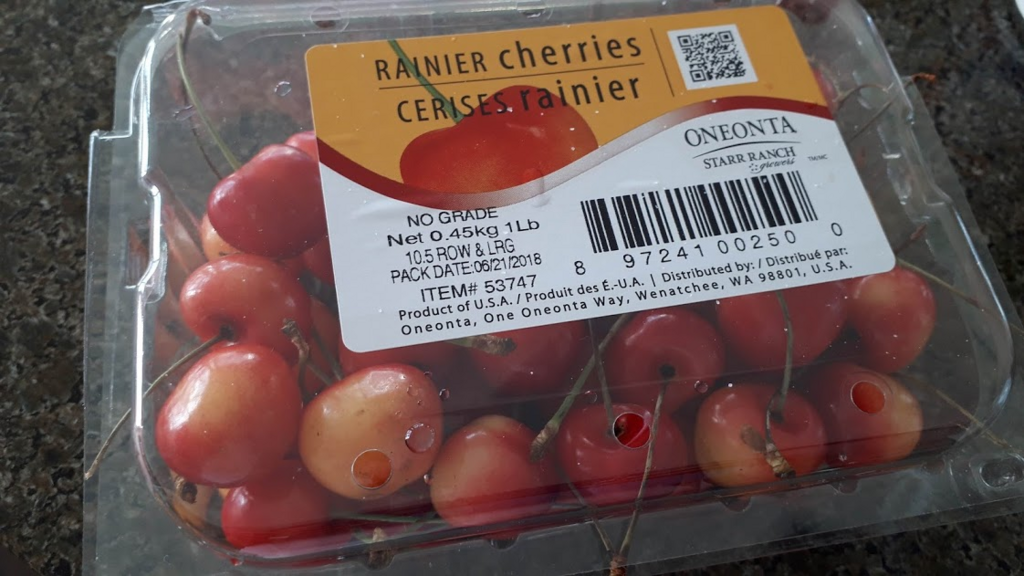 RAINIER cherries
CERISES rainier
ONEONTA
STARR RANCH
growers
NO GRADE
Net 0.45kg 1Lb
10.5 ROW & LRG
PACK DATE:06/21/2018
ITEM# 53747
8 97241 00250 0
Product of U.S.A. / Produit des É.-U.A. | Distributed by: / Distribué par:
Oneonta, One Oneonta Way, Wenatchee, WA 98801, U.S.A.